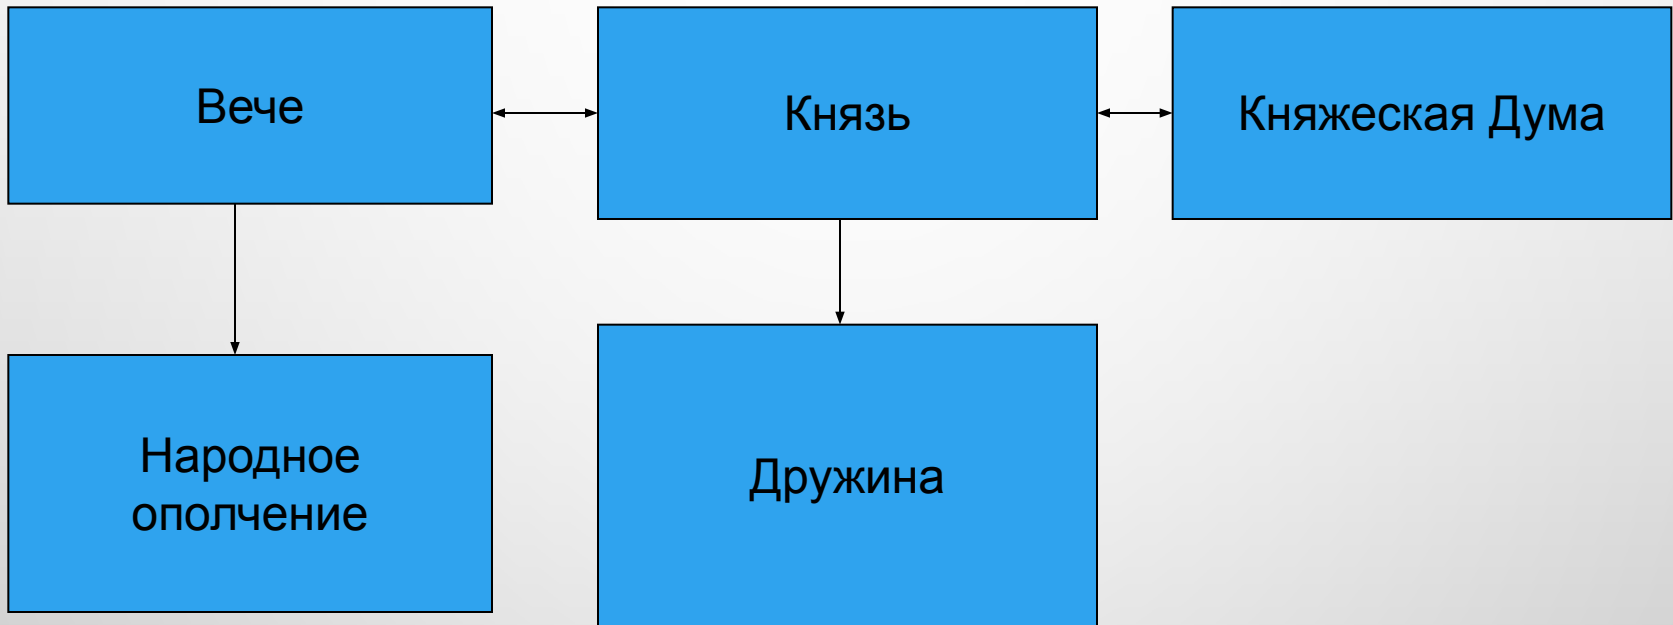 Вече
Князь
Княжеская Дума
Народное
ополчение
Дружина